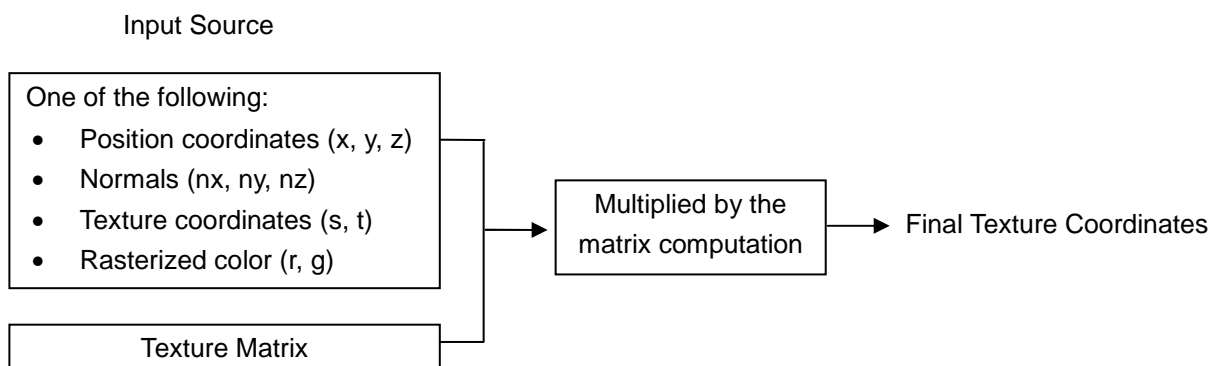 Input Source
One of the following:
• Position coordinates (x, y, z)
• Normals (nx, ny, nz)
• Texture coordinates (s, t)
• Rasterized color (r, g)
Multiplied by the
matrix computation
Final Texture Coordinates
Texture Matrix